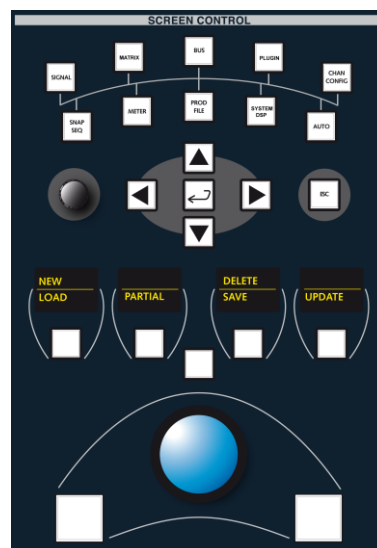 SCREEN CONTROL
BUS
MATRIX
PLUGIN
SIGNAL
CHAN
CONFIG
SNAP
SEQ
METER
PROD
FILE
SYSTEM
DSP
AUTO
ESC
NEW
LOAD
PARTIAL
DELETE
SAVE
UPDATE